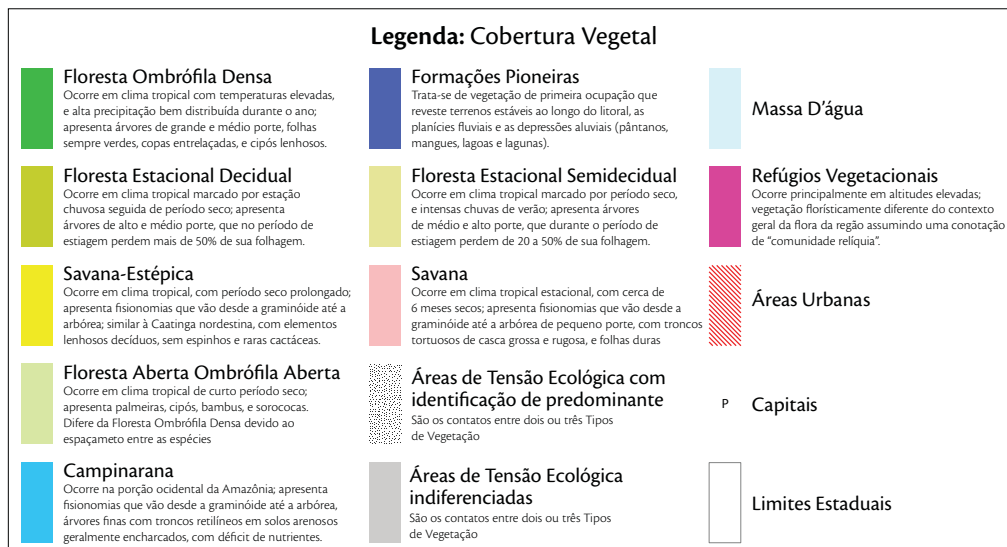 Legenda: Cobertura Vegetal
Floresta Ombrófila Densa
Ocorre em clima tropical com temperaturas elevadas,
e alta precipitação bem distribuída durante o ano;
apresenta árvores de grande e médio porte, folhas
sempre verdes, copas entrelaçadas, e cipós lenhosos.
Floresta Estacional Decidual
Ocorre em clima tropical marcado por estação
chuvosa seguida de período seco; apresenta
árvores de alto e médio porte, que no período de
estiagem perdem mais de 50% de sua folhagem.
Savana-Estépica
Ocorre em clima tropical, com período seco prolongado;
apresenta fisionomias que vão desde a graminóide até a
arbórea; similar à Caatinga nordestina, com elementos
lenhosos decíduos, sem espinhos e raras cactáceas.
Floresta Aberta Ombrófila Aberta
Ocorre em clima tropical de curto período seco;
apresenta palmeiras, cipós, bambus, e sorococas.
Difere da Floresta Ombrófila Densa devido ao
espaçameto entre as espécies
Campinarana
Ocorre na porção ocidental da Amazônia; apresenta
fisionomias que vão desde a graminóide até a arbórea,
árvores finas com troncos retilíneos em solos arenosos
geralmente encharcados, com déficit de nutrientes.
Formações Pioneiras
Trata-se de vegetação de primeira ocupação que
reveste terrenos estáveis ao longo do litoral, as
planícies fluviais e as depressões aluviais (pântanos,
mangues, lagoas e lagunas).
Floresta Estacional Semidecidual
Ocorre em clima tropical marcado por período seco,
e intensas chuvas de verão; apresenta árvores
de médio e alto porte, que durante o período de
estiagem perdem de 20 a 50% de sua folhagem.
Savana
Ocorre em clima tropical estacional, com cerca de
6 meses secos; apresenta fisionomias que vão desde a
graminóide até a arbórea de pequeno porte, com troncos
tortuosos de casca grossa e rugosa, e folhas duras
Áreas de Tensão Ecológica com
identificação de predominante
São os contatos entre dois ou três Tipos
de Vegetação
Áreas de Tensão Ecológica
indiferenciadas
São os contatos entre dois ou três Tipos
de Vegetação
Massa D'água
Refúgios Vegetacionais
Ocorre principalmente em altitudes elevadas;
vegetação florísticamente diferente do contexto
geral da flora da região assumindo uma conotação
de “comunidade relíquia”.
Áreas Urbanas
P Capitais
Limites Estaduais